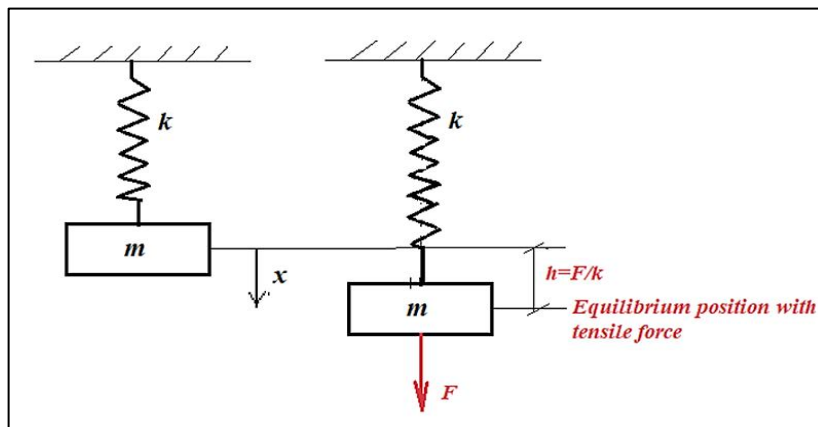 k
k
m
x
h=F/k
m
Equilibrium position with
tensile force
F